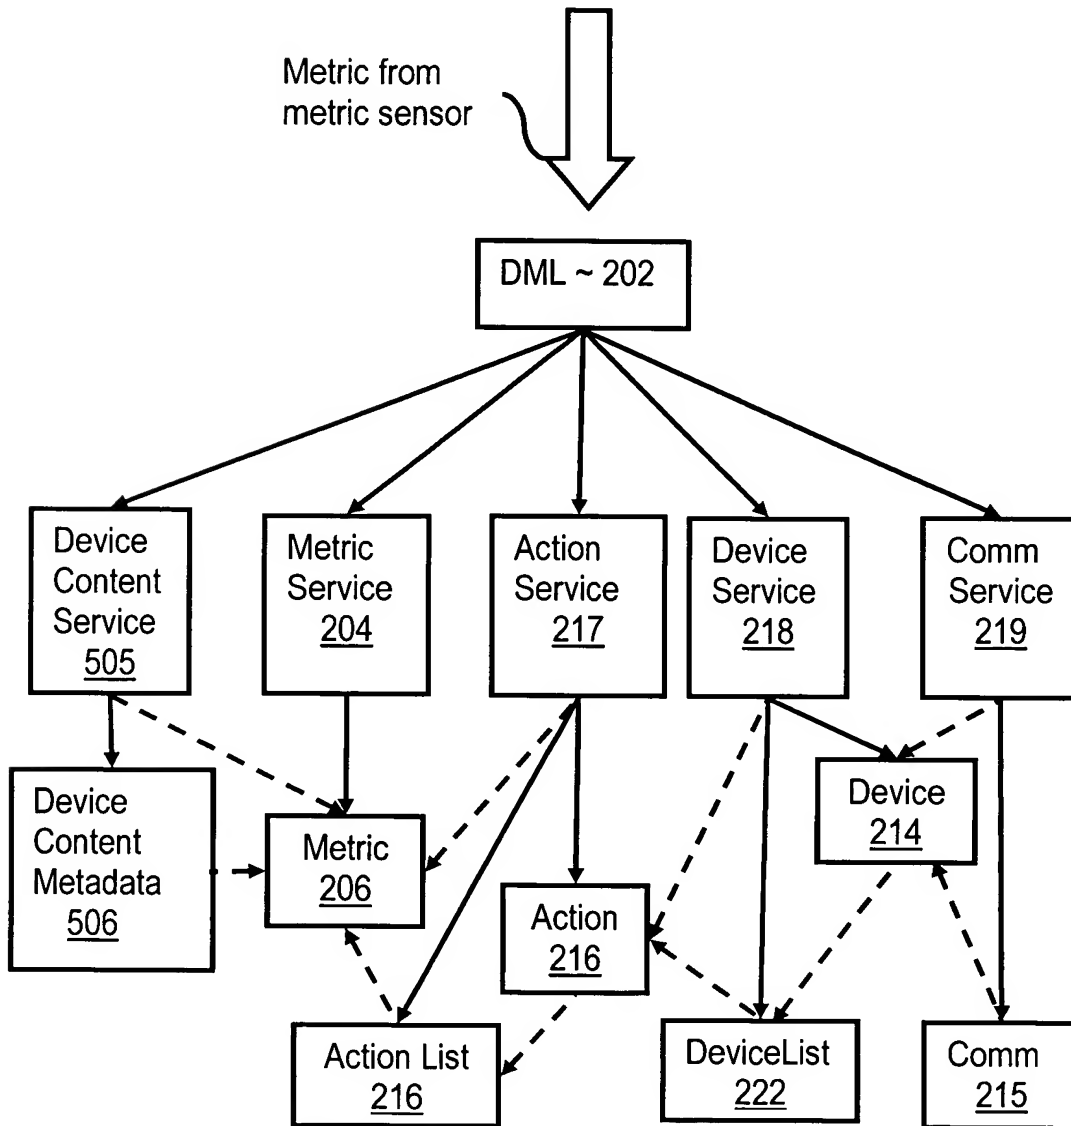 Metric from
metric sensor
DML ~ 202
Device
Content
Service
505
Metric
Service
204
Action
Service
217
Device
Service
218
Comm
Service
219
Device
Content
Metadata
506
Metric
206
Device
214
Action
216
Action List
216
DeviceList
222
Comm
215